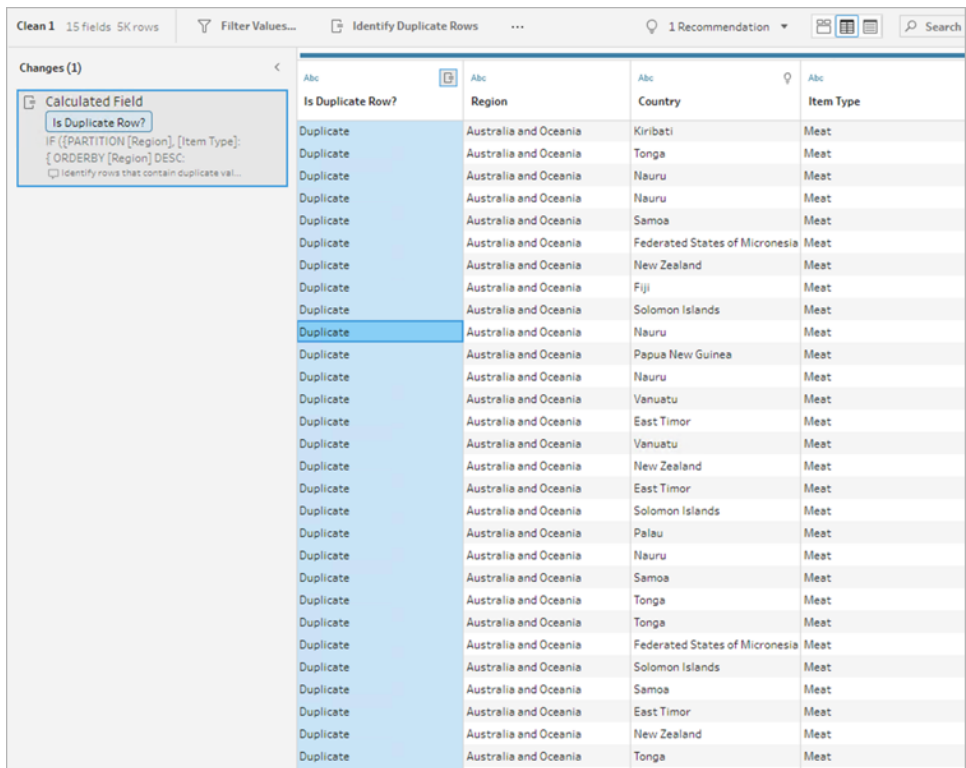 Clean 1 15 fields 5K rows Filter Values... Identify Duplicate Rows ... 1 Recommendation Search
Changes (1)
Calculated Field
Is Duplicate Row?
IF ({PARTITION [Region], [Item Type]:
{ ORDERBY [Region] DESC:
Identify rows that contain duplicate val...
Abc Abc Abc Abc
Is Duplicate Row? Region Country Item Type
Duplicate Australia and Oceania Kiribati Meat
Duplicate Australia and Oceania Tonga Meat
Duplicate Australia and Oceania Nauru Meat
Duplicate Australia and Oceania Nauru Meat
Duplicate Australia and Oceania Samoa Meat
Duplicate Australia and Oceania Federated States of Micronesia Meat
Duplicate Australia and Oceania New Zealand Meat
Duplicate Australia and Oceania Fiji Meat
Duplicate Australia and Oceania Solomon Islands Meat
Duplicate Australia and Oceania Nauru Meat
Duplicate Australia and Oceania Papua New Guinea Meat
Duplicate Australia and Oceania Nauru Meat
Duplicate Australia and Oceania Vanuatu Meat
Duplicate Australia and Oceania East Timor Meat
Duplicate Australia and Oceania Vanuatu Meat
Duplicate Australia and Oceania New Zealand Meat
Duplicate Australia and Oceania East Timor Meat
Duplicate Australia and Oceania Solomon Islands Meat
Duplicate Australia and Oceania Palau Meat
Duplicate Australia and Oceania Nauru Meat
Duplicate Australia and Oceania Samoa Meat
Duplicate Australia and Oceania Tonga Meat
Duplicate Australia and Oceania Tonga Meat
Duplicate Australia and Oceania Federated States of Micronesia Meat
Duplicate Australia and Oceania Solomon Islands Meat
Duplicate Australia and Oceania Samoa Meat
Duplicate Australia and Oceania East Timor Meat
Duplicate Australia and Oceania New Zealand Meat
Duplicate Australia and Oceania Tonga Meat